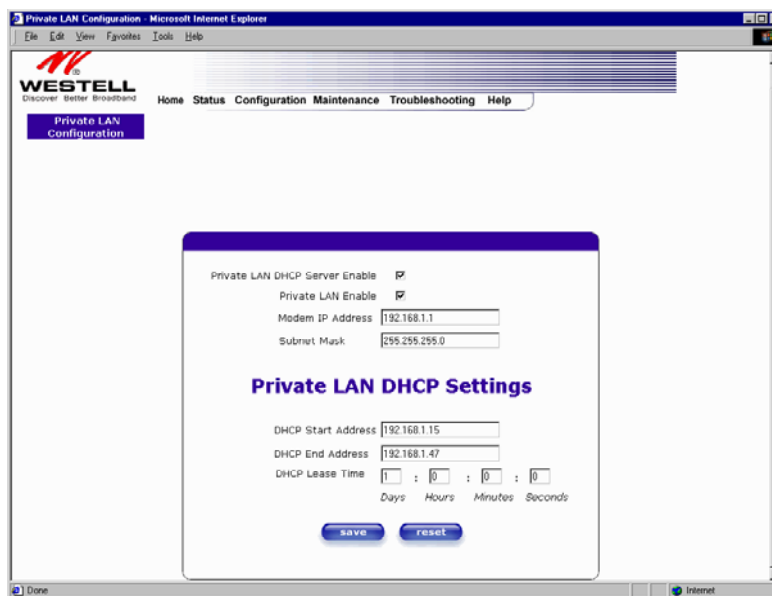 Private LAN Configuration - Microsoft Internet Explorer
File Edit View Favorites Tools Help
WESTELL
Discover Better Broadband
Home Status Configuration Maintenance Troubleshooting Help
Private LAN
Configuration
Private LAN DHCP Server Enable
Private LAN Enable
Modem IP Address 192.168.1.1
Subnet Mask 255.255.255.0
Private LAN DHCP Settings
DHCP Start Address 192.168.1.15
DHCP End Address 192.168.1.47
DHCP Lease Time 1 : 0 : 0 : 0
Days Hours Minutes Seconds
save reset
Done Internet